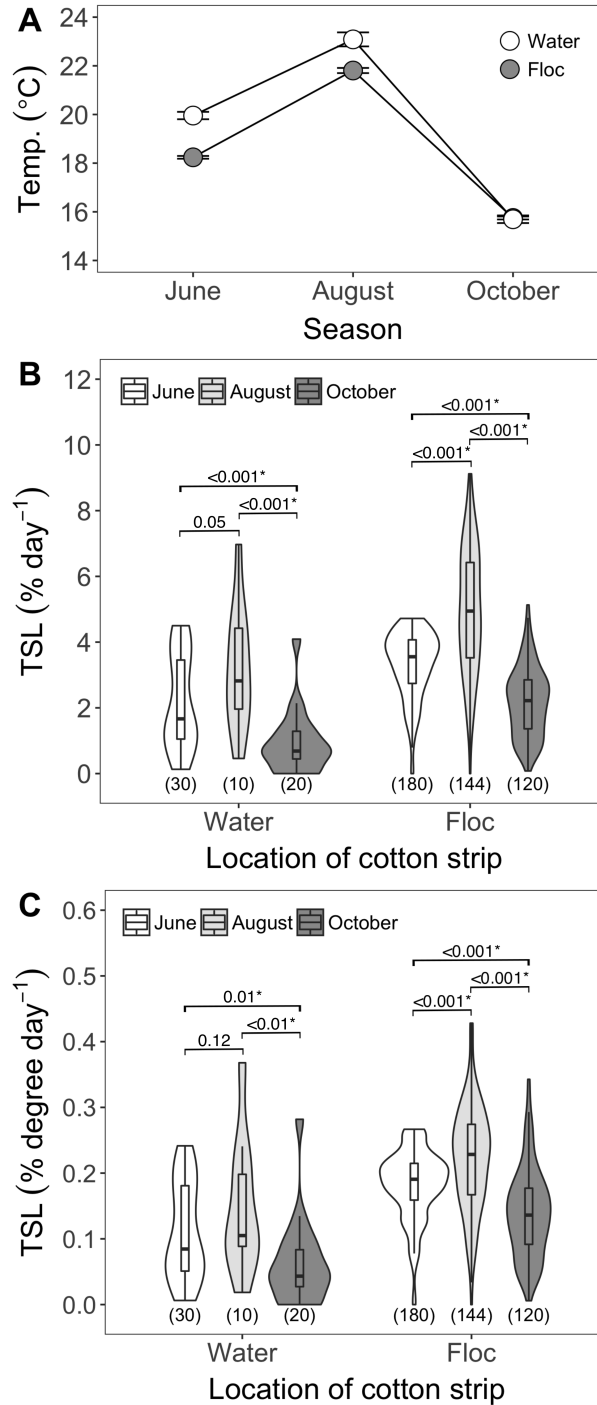 A
24
22
20
18
16
14
Temp. (°C)
Water
Floc
June August October
Season
B
12
10
8
6
4
2
0
TSL (% day⁻¹)
June August October
<0.001*
<0.001*
0.05
<0.001*
<0.001*
<0.001*
(30) (10) (20) (180) (144) (120)
Water Floc
Location of cotton strip
C
0.6
0.5
0.4
0.3
0.2
0.1
0.0
TSL (% degree day⁻¹)
June August October
0.01*
<0.01*
0.12
<0.001*
<0.001*
<0.001*
(30) (10) (20) (180) (144) (120)
Water Floc
Location of cotton strip